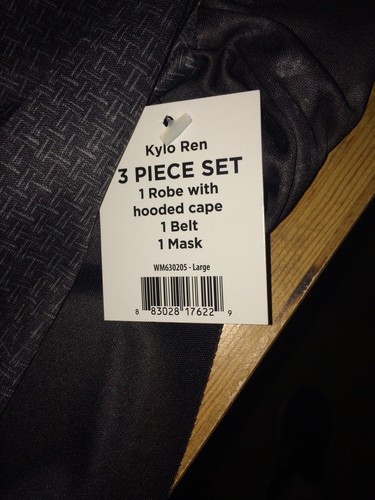 Kylo Ren
3 PIECE SET
1 Robe with
hooded cape
1 Belt
1 Mask
WM630205 - Large
8 83028 17622 9